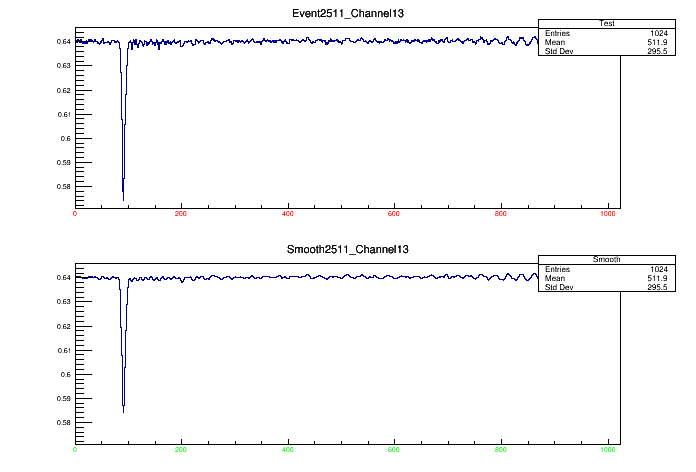 Event2511_Channel13
Test
Entries 1024
Mean 511.9
Std Dev 295.5
0.64
0.63
0.62
0.61
0.6
0.59
0.58
0 200 400 600 800 1000
Smooth2511_Channel13
Smooth
Entries 1024
Mean 511.9
Std Dev 295.5
0.64
0.63
0.62
0.61
0.6
0.59
0.58
0 200 400 600 800 1000